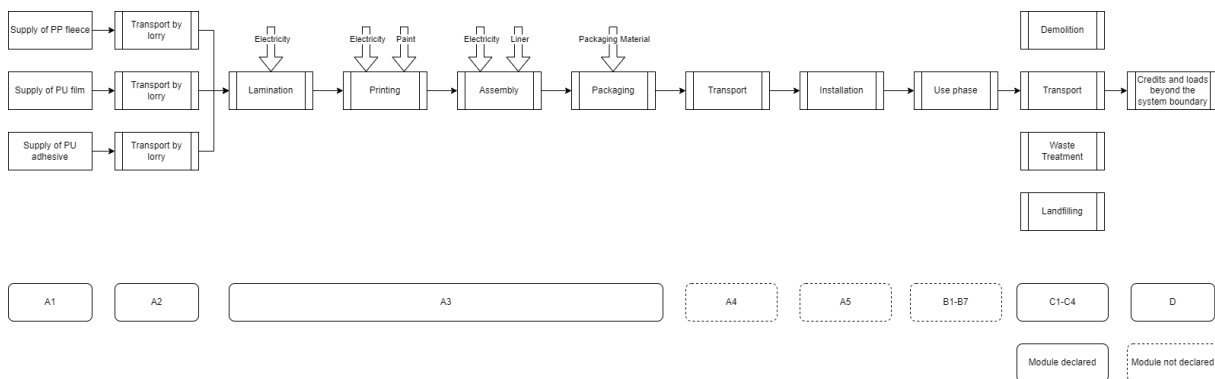 Supply of PP fleece
Transport by
lorry
Electricity
Electricity
Paint
Electricity
Liner
Packaging Material
Demolition
Supply of PU film
Transport by
lorry
Lamination
Printing
Assembly
Packaging
Transport
Installation
Use phase
Transport
Credits and loads
beyond the
system boundary
Supply of PU
adhesive
Transport by
lorry
Waste
Treatment
Landfilling
A1
A2
A3
A4
A5
B1-B7
C1-C4
D
Module declared
Module not declared